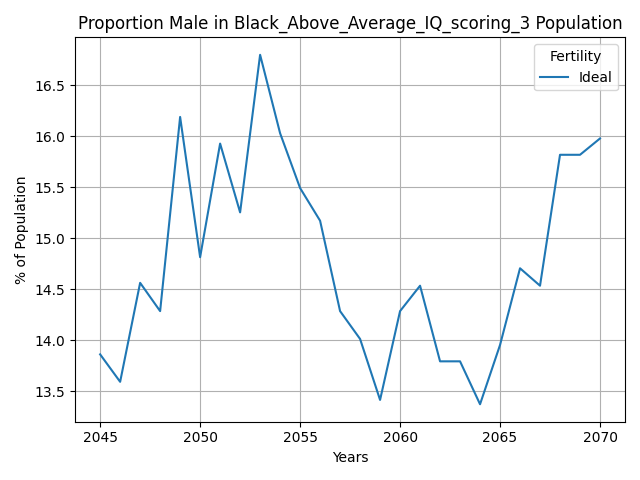 Proportion Male in Black_Above_Average_IQ_scoring_3 Population
Fertility
Ideal
16.5
16.0
15.5
15.0
14.5
14.0
13.5
% of Population
2045 2050 2055 2060 2065 2070
Years